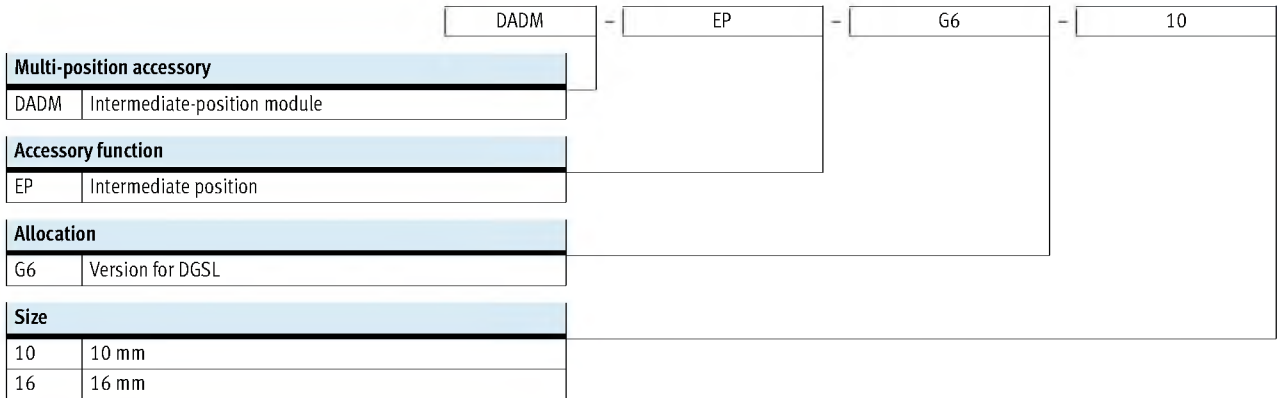 DADM – EP – G6 – 10
Multi-position accessory
DADM Intermediate-position module
Accessory function
EP Intermediate position
Allocation
G6 Version for DGSL
Size
10 10 mm
16 16 mm